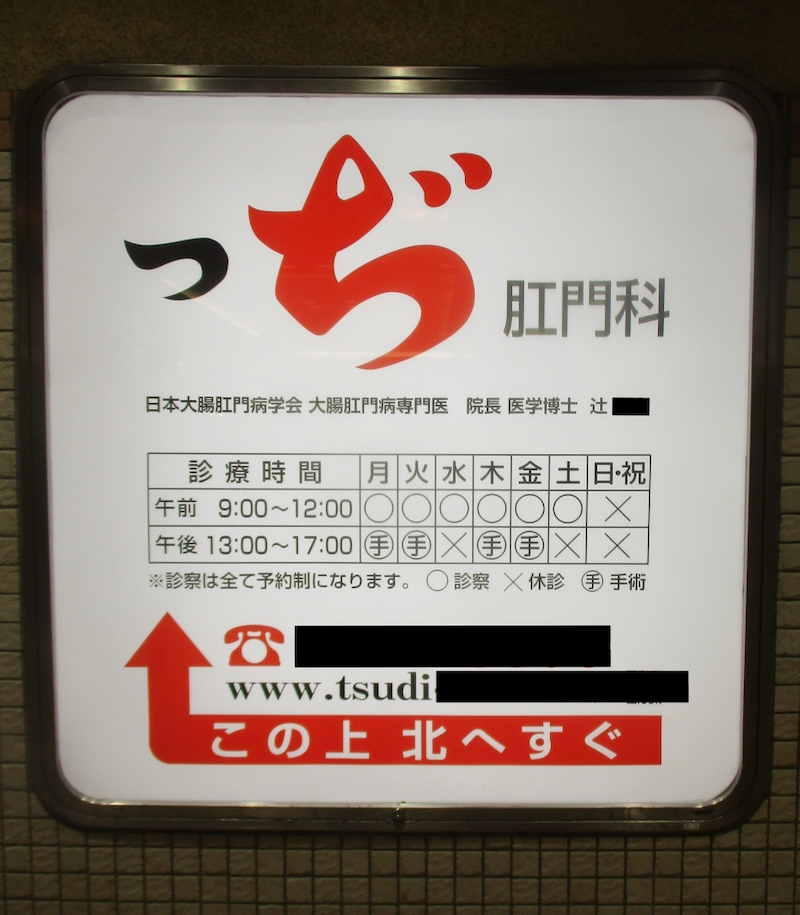 つぢ肛門科
日本大腸肛門病学会 大腸肛門病専門医 院長 医学博士 辻
診療時間 月 火 水 木 金 土 日・祝
午前 9:00〜12:00 ○ ○ ○ ○ ○ ○ ×
午後 13:00〜17:00 ㊥手 ㊥手 × ㊥手 ㊥手 × ×
※診察は全て予約制になります。 ○診察 ×休診 手 手術
www.tsudi
この上 北へすぐ